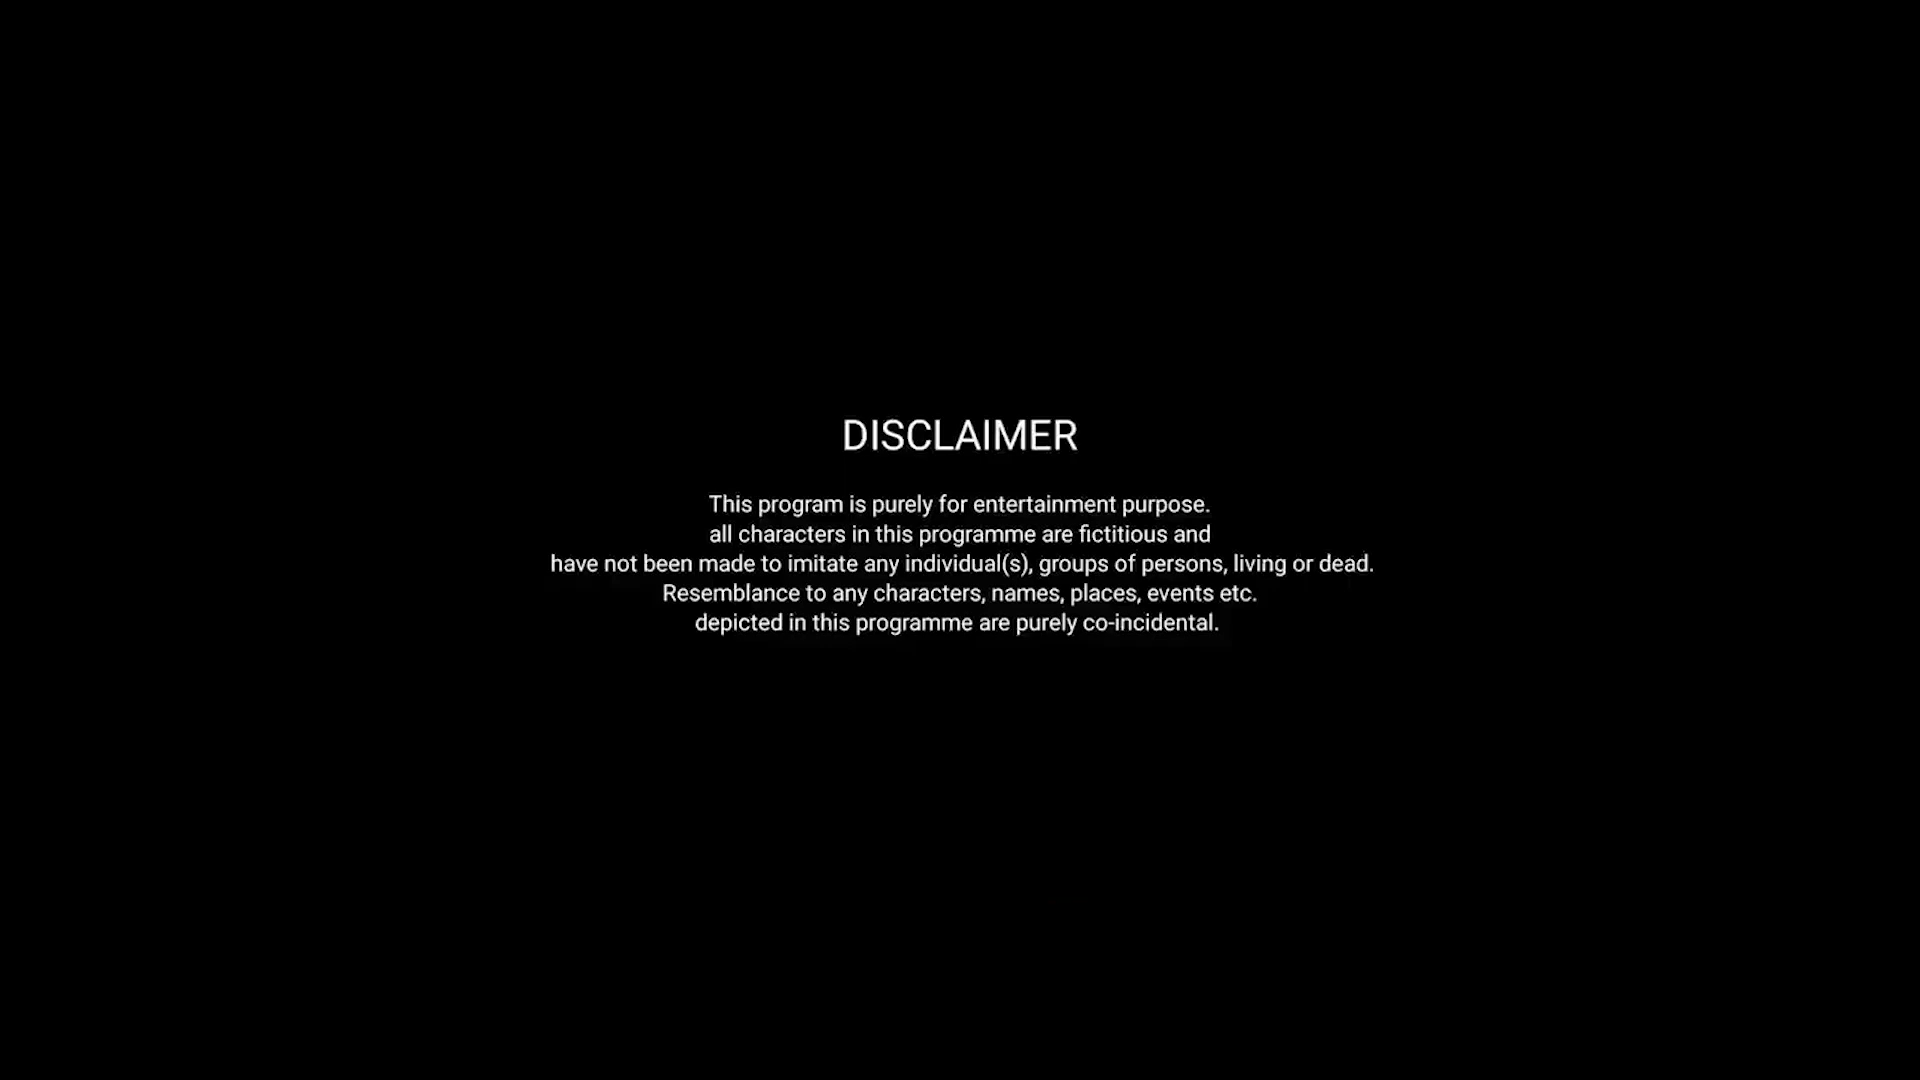 DISCLAIMER
This program is purely for entertainment purpose.
all characters in this programme are fictitious and
have not been made to imitate any individual(s), groups of persons, living or dead.
Resemblance to any characters, names, places, events etc.
depicted in this programme are purely co-incidental.